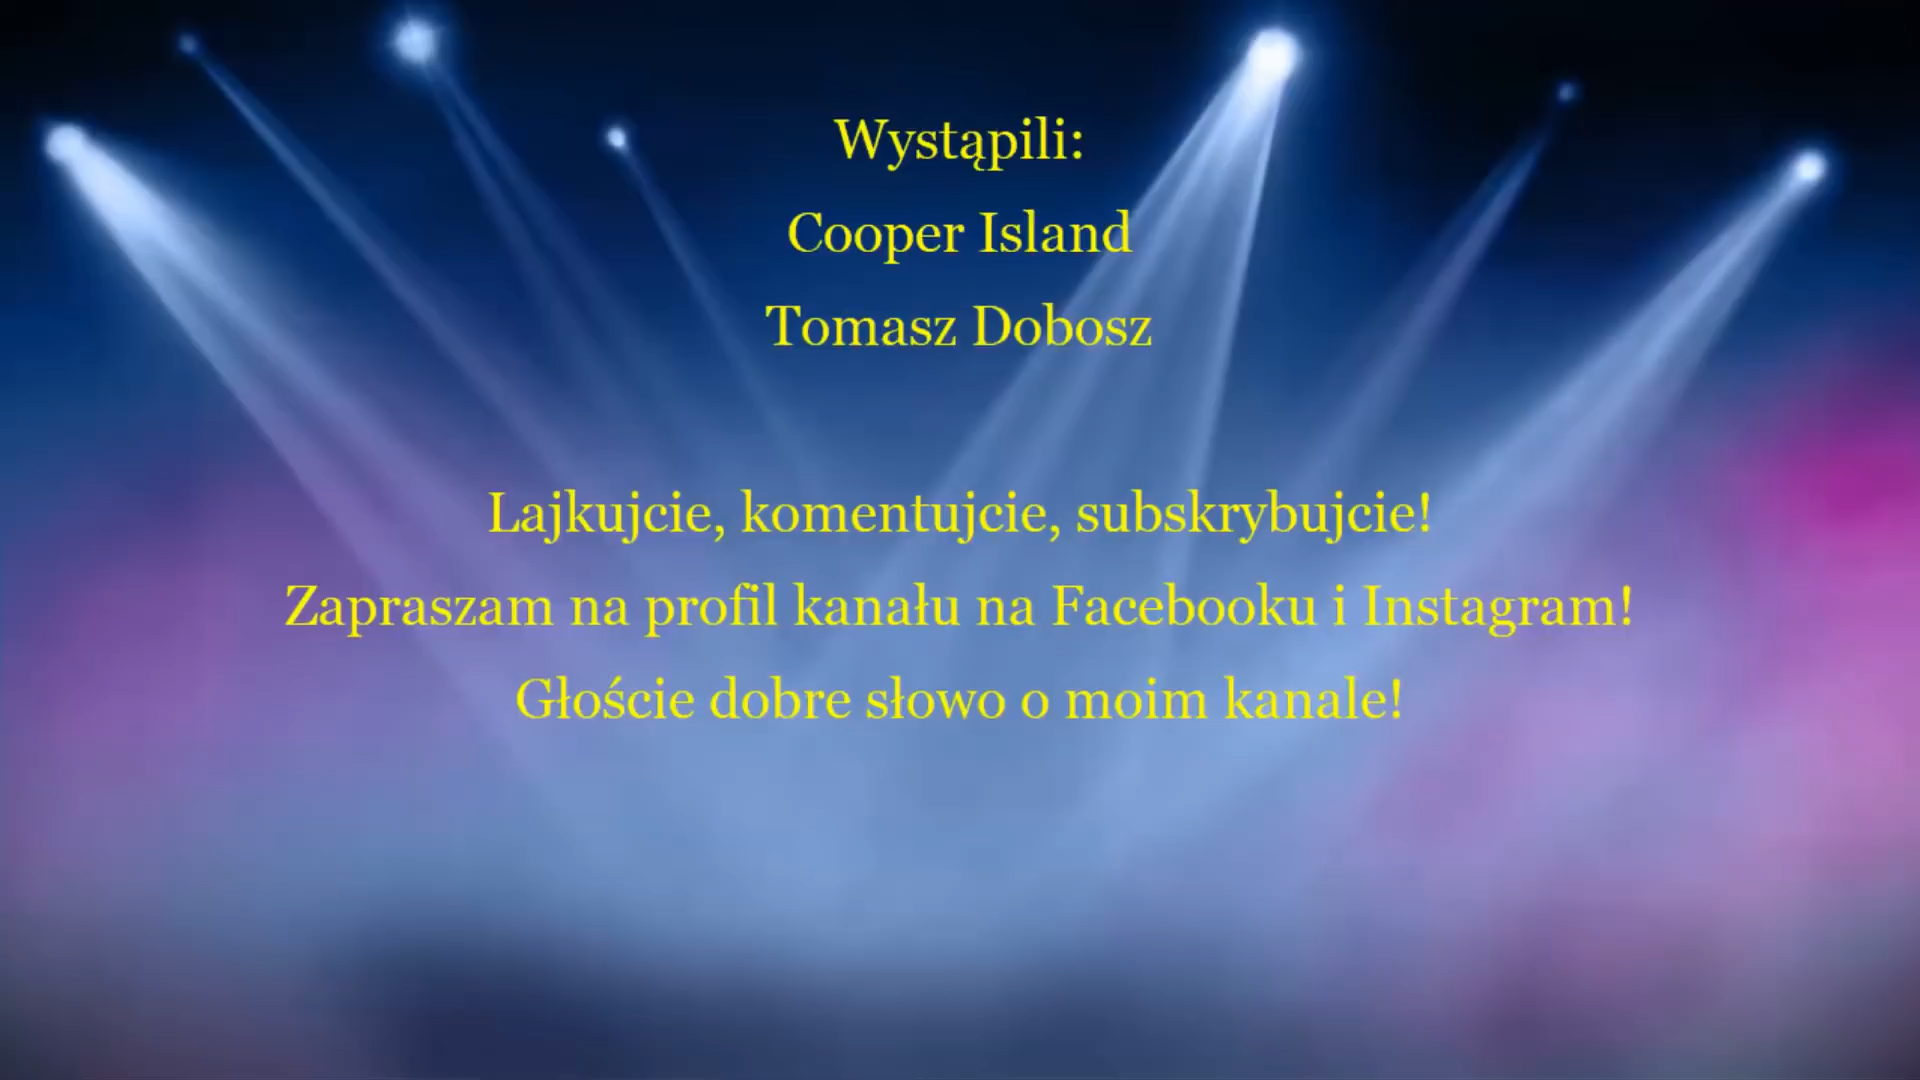 Wystąpili:
Cooper Island
Tomasz Dobosz
Lajkujcie, komentujcie, subskrybujcie!
Zapraszam na profil kanału na Facebooku i Instagram!
Głoście dobre słowo o moim kanale!